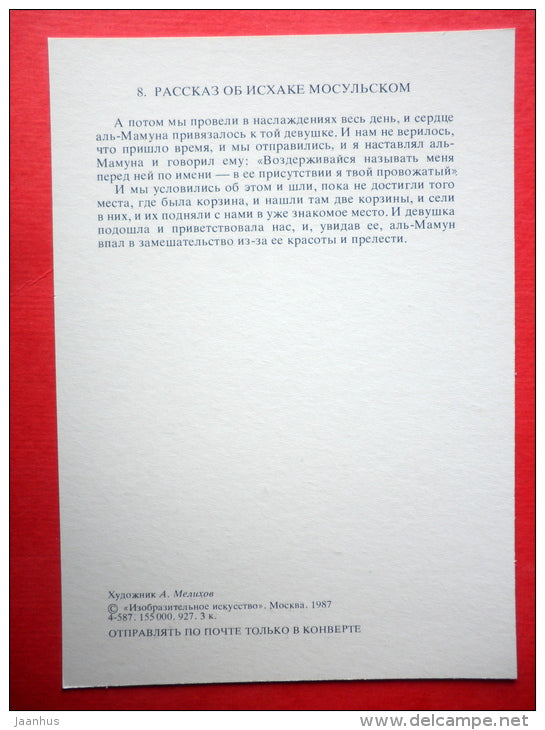 8. РАССКАЗ ОБ ИСХАКЕ МОСУЛЬСКОМ
А потом мы провели в наслаждениях весь день, и сердце
аль-Мамуна привязалось к той девушке. И нам не верилось,
что пришло время, и мы отправились, и я наставлял аль-
Мамуна и говорил ему: «Воздерживайся называть меня
перед ней по имени — в ее присутствии я твой провожатый».
И мы условились об этом и шли, пока не достигли того
места, где была корзина, и нашли там две корзины, и сели
в них, и их подняли с нами в уже знакомое место. И девушка
подошла и приветствовала нас, и, увидав ее, аль-Мамун
впал в замешательство из-за ее красоты и прелести.
Художник А. Мелихов
© «Изобразительное искусство». Москва. 1987
4-587. 155 000. 927. 3 к.
ОТПРАВЛЯТЬ ПО ПОЧТЕ ТОЛЬКО В КОНВЕРТЕ
Jaanhus
www.delcampe.net